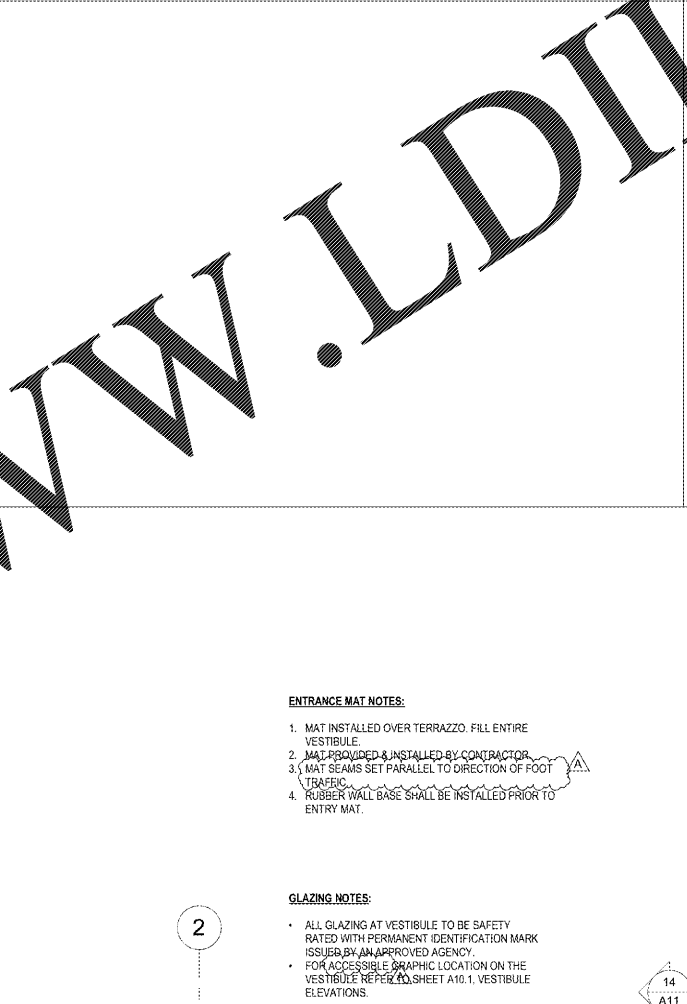 WW.LDI
ENTRANCE MAT NOTES:
1. MAT INSTALLED OVER TERRAZZO. FILL ENTIRE
VESTIBULE.
2. MAT PROVIDED & INSTALLED BY CONTRACTOR.
3. MAT SEAMS SET PARALLEL TO DIRECTION OF FOOT
TRAFFIC.
A
4. RUBBER WALL BASE SHALL BE INSTALLED PRIOR TO
ENTRY MAT.
GLAZING NOTES:
• ALL GLAZING AT VESTIBULE TO BE SAFETY
RATED WITH PERMANENT IDENTIFICATION MARK
ISSUED BY AN APPROVED AGENCY.
• FOR ACCESSIBLE GRAPHIC LOCATION ON THE
VESTIBULE REFER TO SHEET A10.1, VESTIBULE
ELEVATIONS.
A
2
14
A11